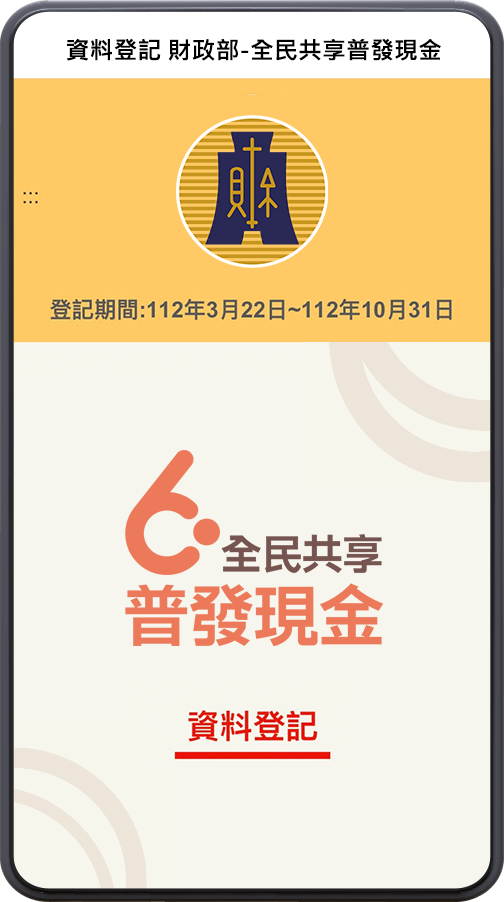 資料登記 財政部-全民共享普發現金
:::
財
登記期間:112年3月22日~112年10月31日
6
全民共享
普發現金
資料登記